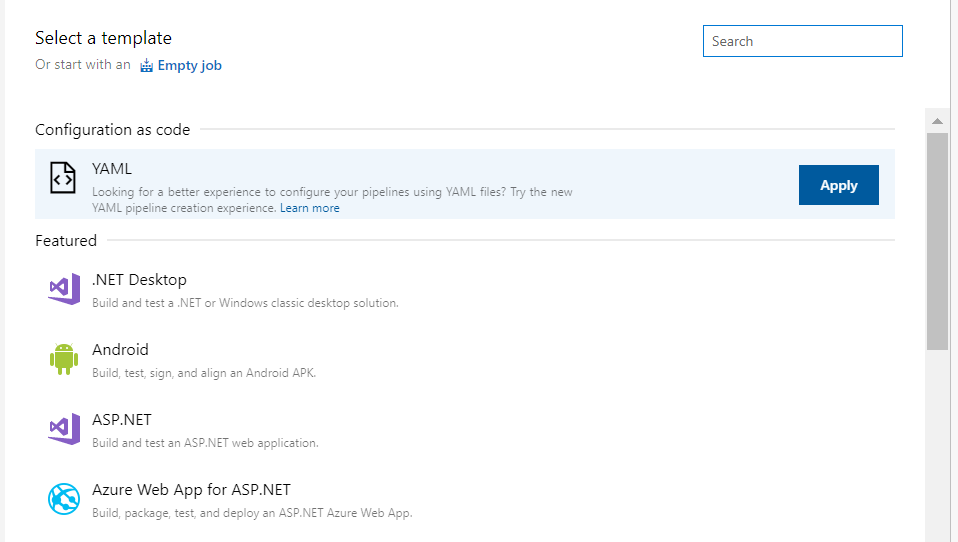 Select a template
Search
Or start with an Empty job
Configuration as code
YAML
Looking for a better experience to configure your pipelines using YAML files? Try the new
YAML pipeline creation experience. Learn more
Apply
Featured
.NET Desktop
Build and test a .NET or Windows classic desktop solution.
Android
Build, test, sign, and align an Android APK.
ASP.NET
Build and test an ASP.NET web application.
Azure Web App for ASP.NET
Build, package, test, and deploy an ASP.NET Azure Web App.